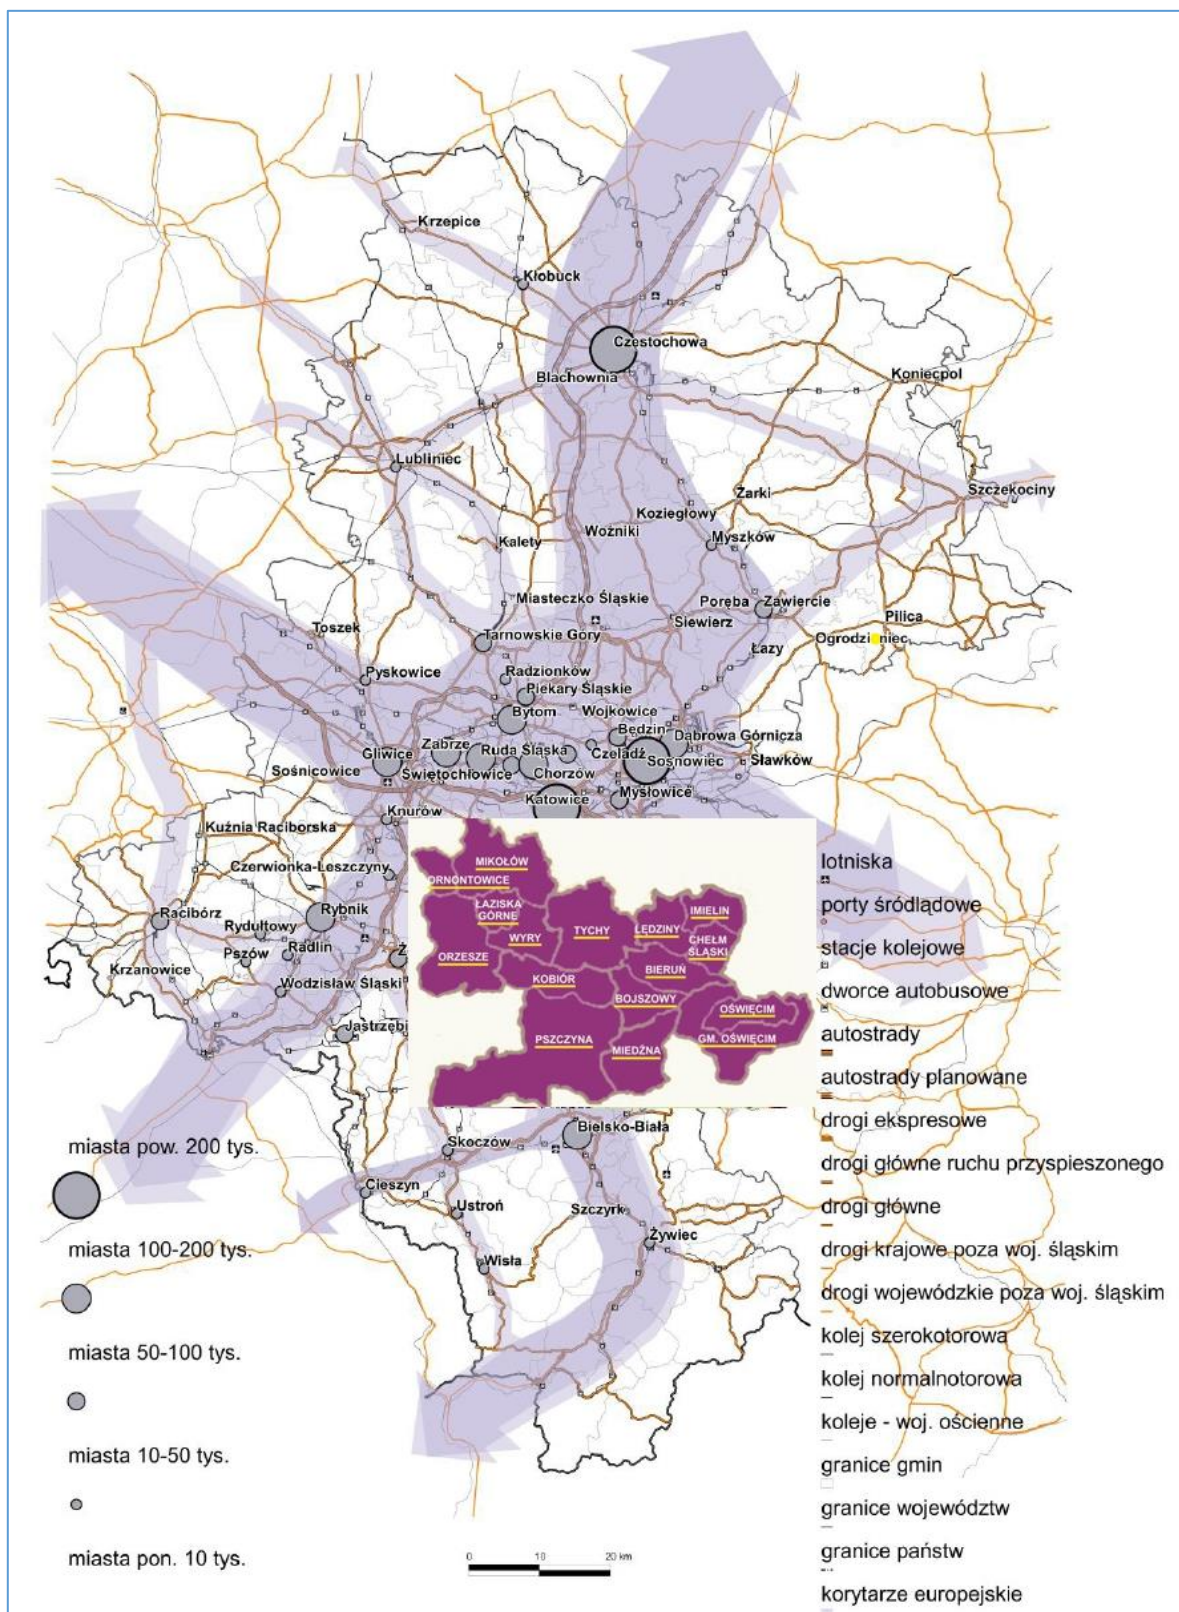 Krzepice
Kłobuck
Częstochowa
Blachownia
Koniecpol
Lubliniec
Szczekociny
Żarki
Koziegłowy
Woźniki
Myszków
Kalety
Miasteczko Śląskie
Poręba
Zawiercie
Siewierz
Pilica
Ogrodzieniec
Toszek
Tarnowskie Góry
Łazy
Pyskowice
Radzionków
Piekary Śląskie
Wojkowice
Bytom
Będzin
Dąbrowa Górnicza
Gliwice
Zabrze
Ruda Śląska
Czeladź
Sosnowiec
Sławków
Sośnicowice
Świętochłowice
Chorzów
Katowice
Mysłowice
Knurów
Kuźnia Raciborska
Czerwionka-Leszczyny
Racibórz
Rybnik
Rydułtowy
Radlin
Pszów
Ż
Krzanowice
Wodzisław Śląski
Jastrzębi
MIKOŁÓW
ORNONTOWICE
ŁAZISKA
GÓRNE
WYRY
TYCHY
LĘDZINY
IMIELIN
CHEŁM
ŚLĄSKI
ORZESZE
KOBIÓR
BIERUŃ
BOJSZOWY
OŚWIĘCIM
PSZCZYNA
MIEDŹNA
GM. OŚWIĘCIM
Bielsko-Biała
Skoczów
Cieszyn
Ustroń
Szczyrk
Żywiec
Wisła
miasta pow. 200 tys.
miasta 100-200 tys.
miasta 50-100 tys.
miasta 10-50 tys.
miasta pon. 10 tys.
0 10 20 km
lotniska
porty śródlądowe
stacje kolejowe
dworce autobusowe
autostrady
autostrady planowane
drogi ekspresowe
drogi główne ruchu przyspieszonego
drogi główne
drogi krajowe poza woj. śląskim
drogi wojewódzkie poza woj. śląskim
kolej szerokotorowa
kolej normalnotorowa
koleje - woj. ościenne
granice gmin
granice województw
granice państw
korytarze europejskie